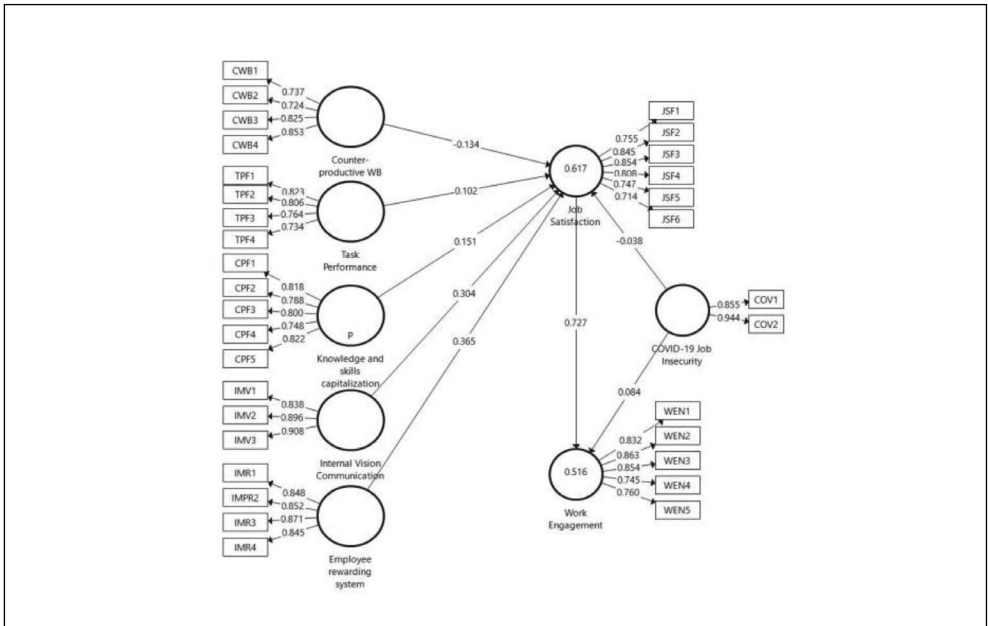 CWB1
0.737
CWB2
0.724
CWB3
0.825
CWB4
0.853
Counter-
productive WB
-0.134
TPF1
0.823
TPF2
0.806
TPF3
0.764
TPF4
0.734
Task
Performance
0.102
CPF1
0.818
CPF2
0.788
CPF3
0.800
CPF4
0.748
CPF5
0.822
P
Knowledge and
skills
capitalization
0.151
IMV1
0.838
IMV2
0.896
IMV3
0.908
Internal Vision
Communication
0.304
IMR1
0.848
IMPR2
0.852
IMR3
0.871
IMR4
0.845
Employee
rewarding
system
0.365
0.617
Job
Satisfaction
JSF1
0.755
JSF2
0.845
JSF3
0.854
JSF4
0.808
JSF5
0.747
JSF6
0.714
-0.038
0.727
COVID-19 Job
Insecurity
0.855
COV1
0.944
COV2
0.084
0.516
Work
Engagement
WEN1
0.832
WEN2
0.863
WEN3
0.854
WEN4
0.745
WEN5
0.760